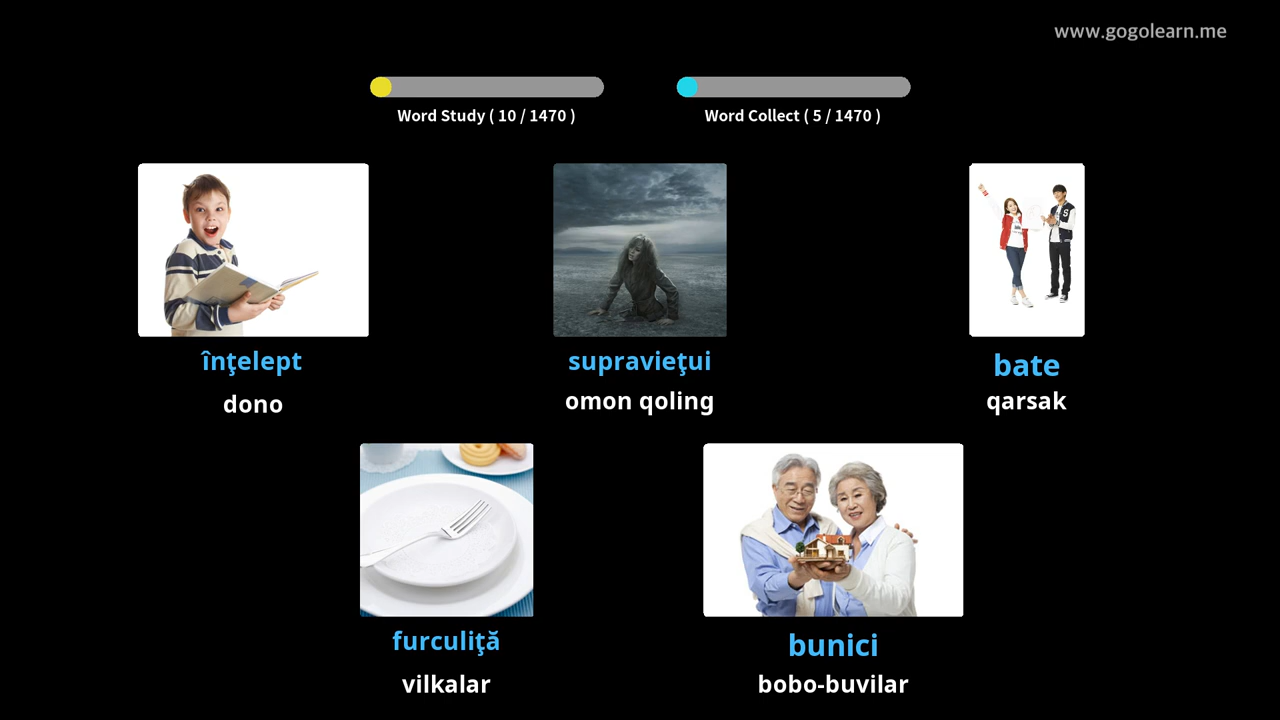 www.gogolearn.me
Word Study ( 10 / 1470 )
Word Collect ( 5 / 1470 )
înţelept
dono
supravieţui
omon qoling
bate
qarsak
furculiţă
vilkalar
bunici
bobo-buvilar